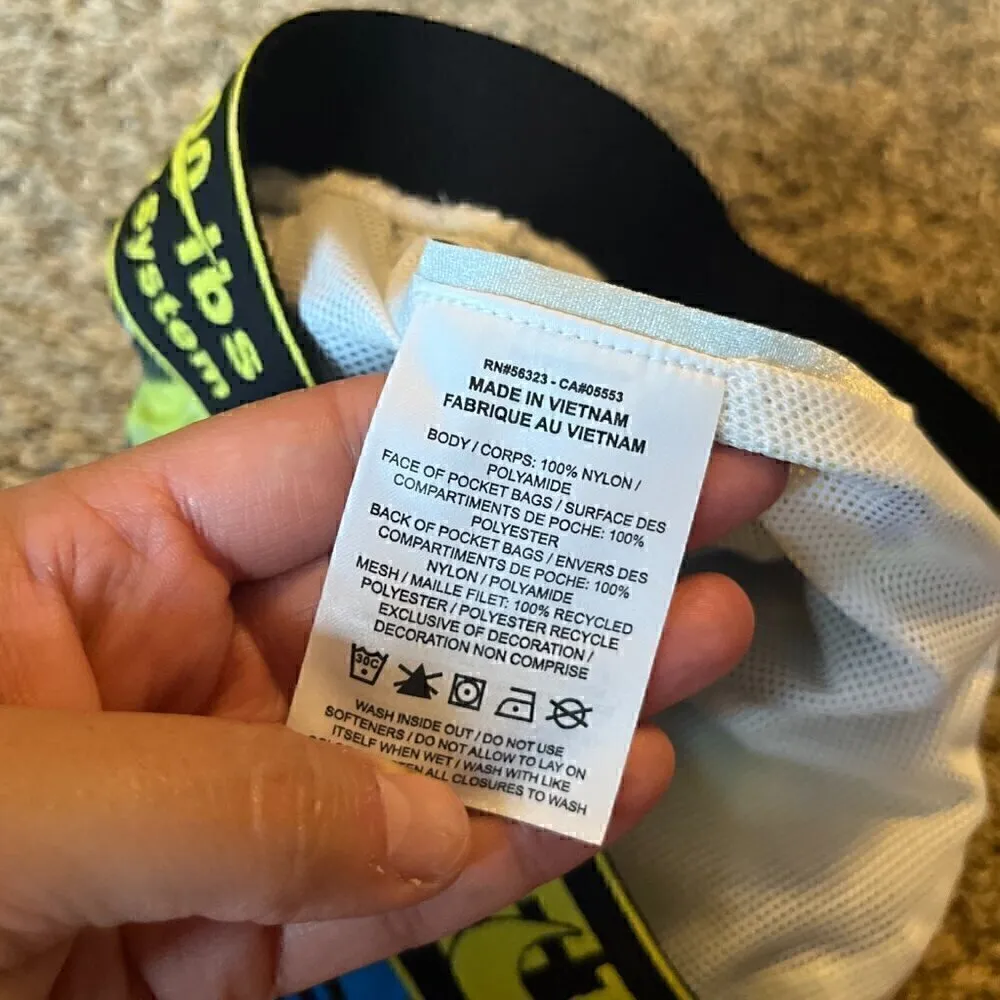 RN#56323 - CA#05553
MADE IN VIETNAM
FABRIQUE AU VIETNAM
BODY / CORPS: 100% NYLON /
POLYAMIDE
FACE OF POCKET BAGS / SURFACE DES
COMPARTIMENTS DE POCHE: 100%
POLYESTER
BACK OF POCKET BAGS / ENVERS DES
COMPARTIMENTS DE POCHE: 100%
NYLON / POLYAMIDE
MESH / MAILLE FILET: 100% RECYCLED
POLYESTER / POLYESTER RECYCLE
EXCLUSIVE OF DECORATION /
DECORATION NON COMPRISE
30C
WASH INSIDE OUT / DO NOT USE
SOFTENERS / DO NOT ALLOW TO LAY ON
ITSELF WHEN WET / WASH WITH LIKE
ALL CLOSURES TO WASH
lbs
System